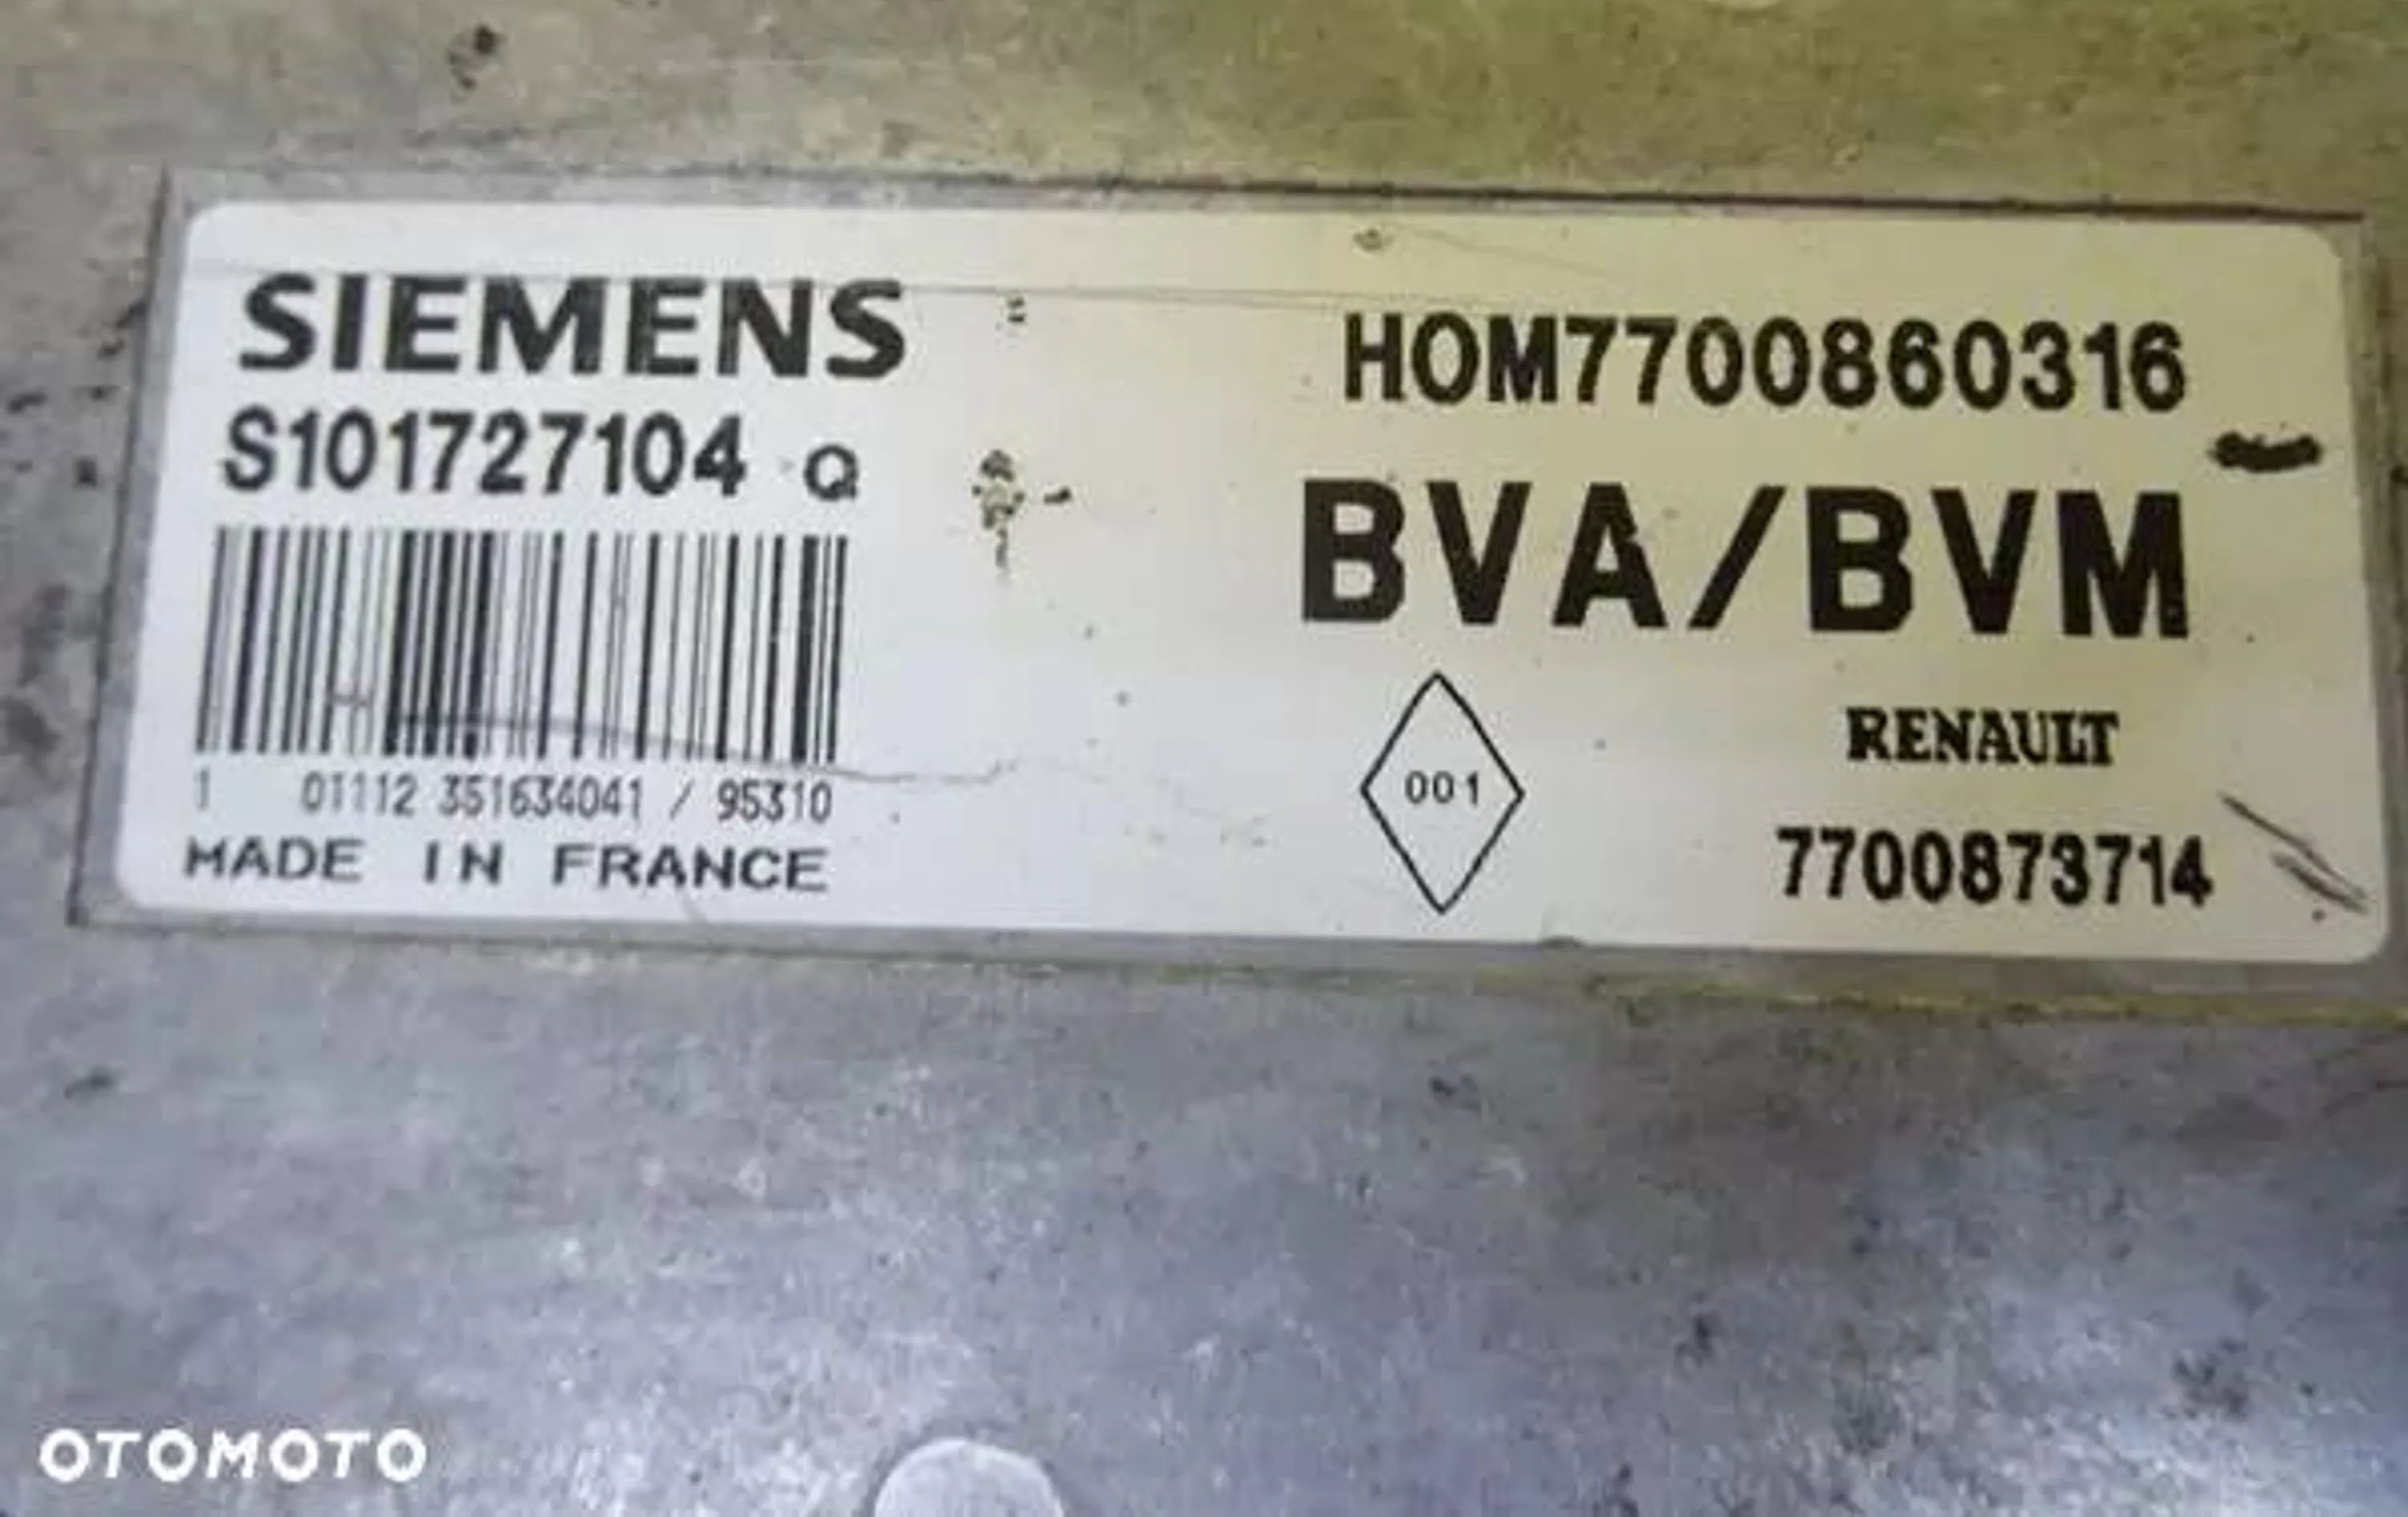 SIEMENS
S101727104 Q
1 01112 351634041 / 95310
MADE IN FRANCE
HOM7700860316
BVA/BVM
001
RENAULT
7700873714
OTOMOTO